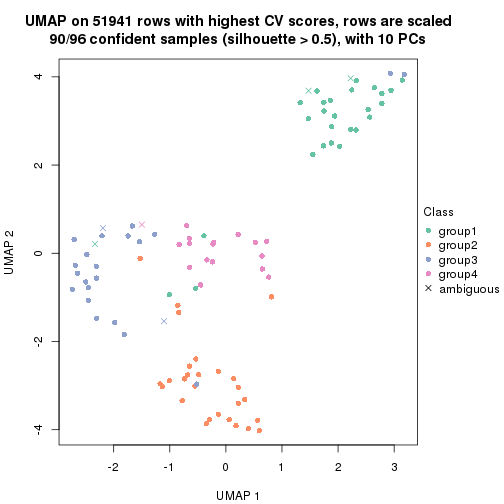 UMAP on 51941 rows with highest CV scores, rows are scaled
90/96 confident samples (silhouette > 0.5), with 10 PCs
4
2
0
-2
-4
UMAP 2
-2
-1
0
1
2
3
UMAP 1
Class
group1
group2
group3
group4
ambiguous